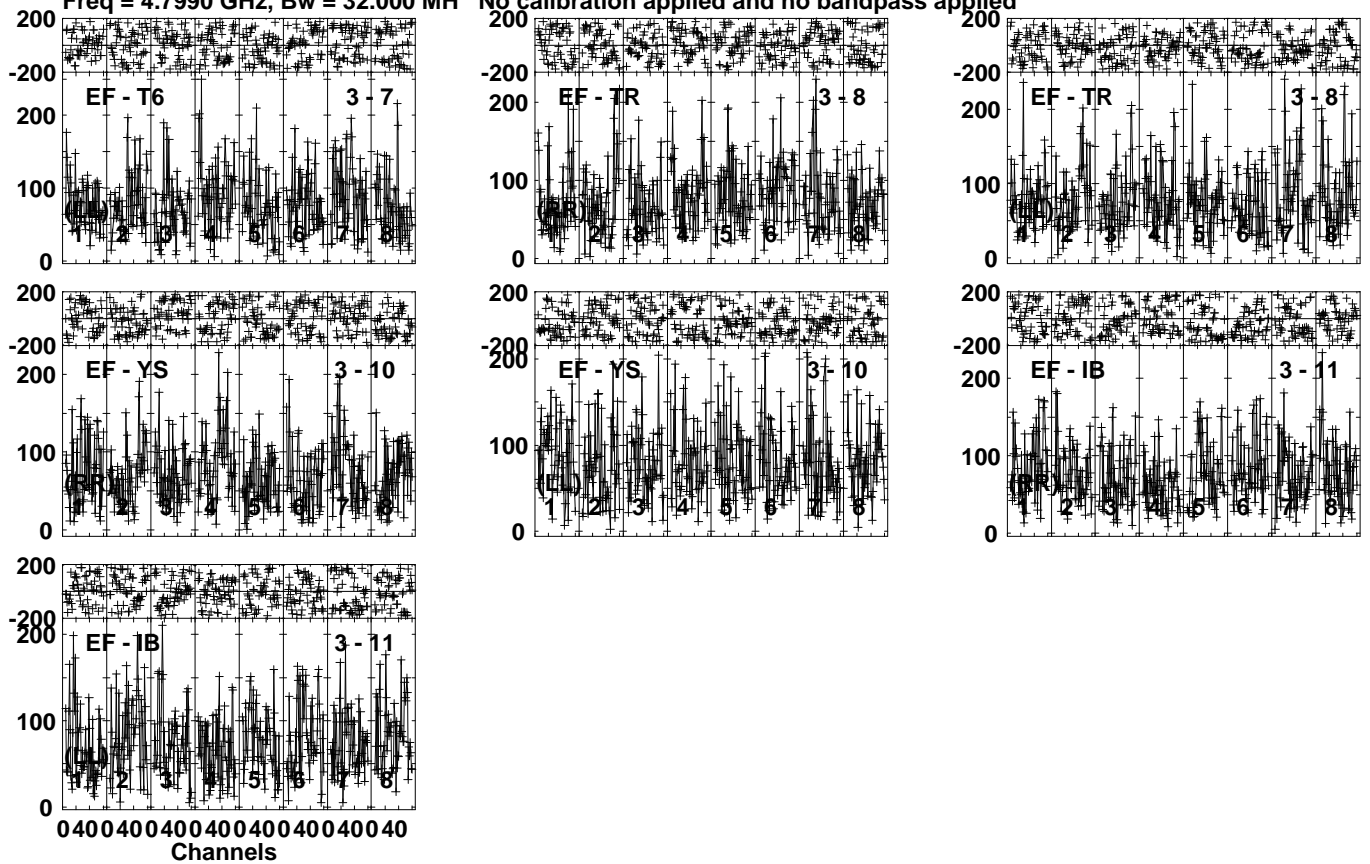 Freq = 4.7990 GHz, Bw = 32.000 MH No calibration applied and no bandpass applied
200 200 200
-200 -200 -200
EF - T6 3 - 7 EF - TR 3 - 8 EF - TR 3 - 8
200 200 200
100 100 100
(LL) (RR) (LL)
1 2 3 4 5 6 7 8 1 2 3 4 5 6 7 8 1 2 3 4 5 6 7 8
0 0 0
200 200 200
-200 -200 -200
EF - YS 3 - 10 EF - YS 3 - 10 EF - IB 3 - 11
200 200 200
100 100 100
(RR) (LL) (RR)
1 2 3 4 5 6 7 8 1 2 3 4 5 6 7 8 1 2 3 4 5 6 7 8
0 0 0
200
-200
200
EF - IB 3 - 11
100
(LL)
1 2 3 4 5 6 7 8
0
0 40 0 40 0 40 0 40 0 40 0 40 0 40 0 40
Channels